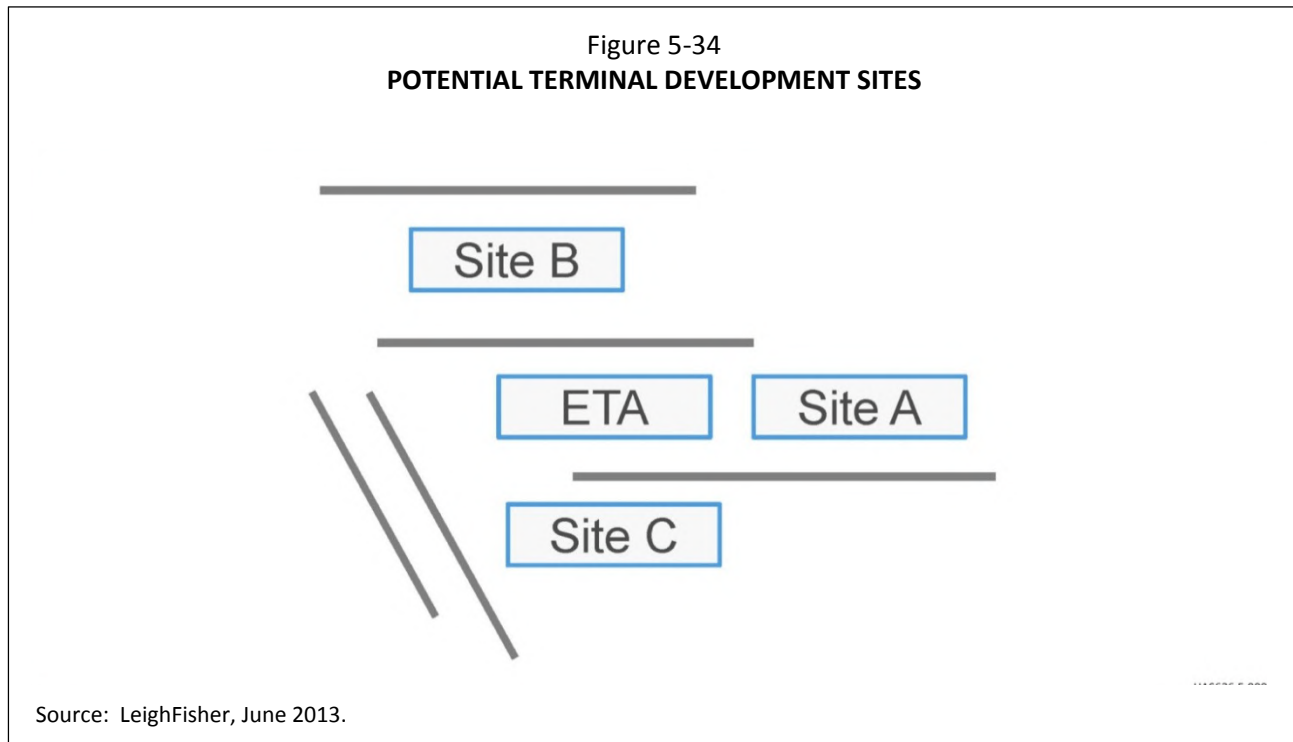 Figure 5-34
POTENTIAL TERMINAL DEVELOPMENT SITES
Site B
ETA
Site A
Site C
Source:  LeighFisher, June 2013.